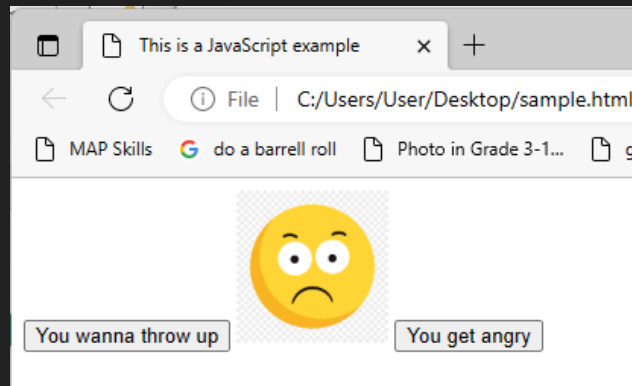 This is a JavaScript example
File | C:/Users/User/Desktop/sample.html
MAP Skills do a barrell roll Photo in Grade 3-1...
You wanna throw up You get angry